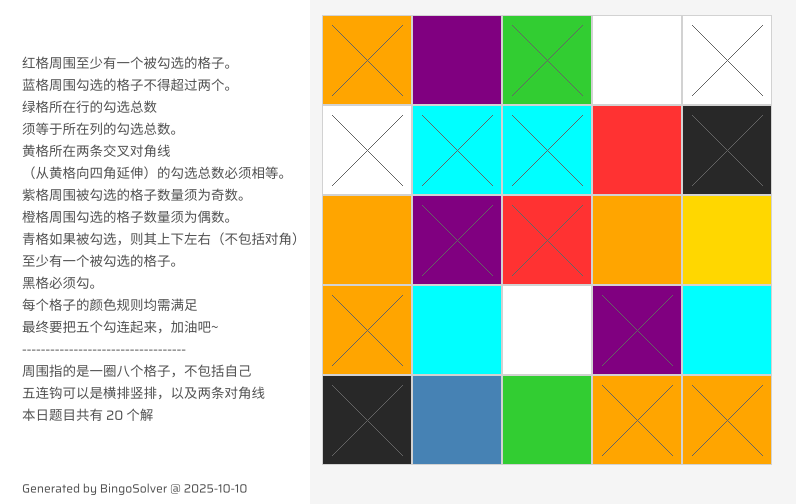 红格周围至少有一个被勾选的格子。
蓝格周围勾选的格子不得超过两个。
绿格所在行的勾选总数
须等于所在列的勾选总数。
黄格所在两条交叉对角线
（从黄格向四角延伸）的勾选总数必须相等。
紫格周围被勾选的格子数量须为奇数。
橙格周围勾选的格子数量须为偶数。
青格如果被勾选，则其上下左右（不包括对角）
至少有一个被勾选的格子。
黑格必须勾。
每个格子的颜色规则均需满足
最终要把五个勾连起来，加油吧~
-----------------------------------
周围指的是一圈八个格子，不包括自己
五连钩可以是横排竖排，以及两条对角线
本日题目共有 20 个解
Generated by BingoSolver @ 2025-10-10